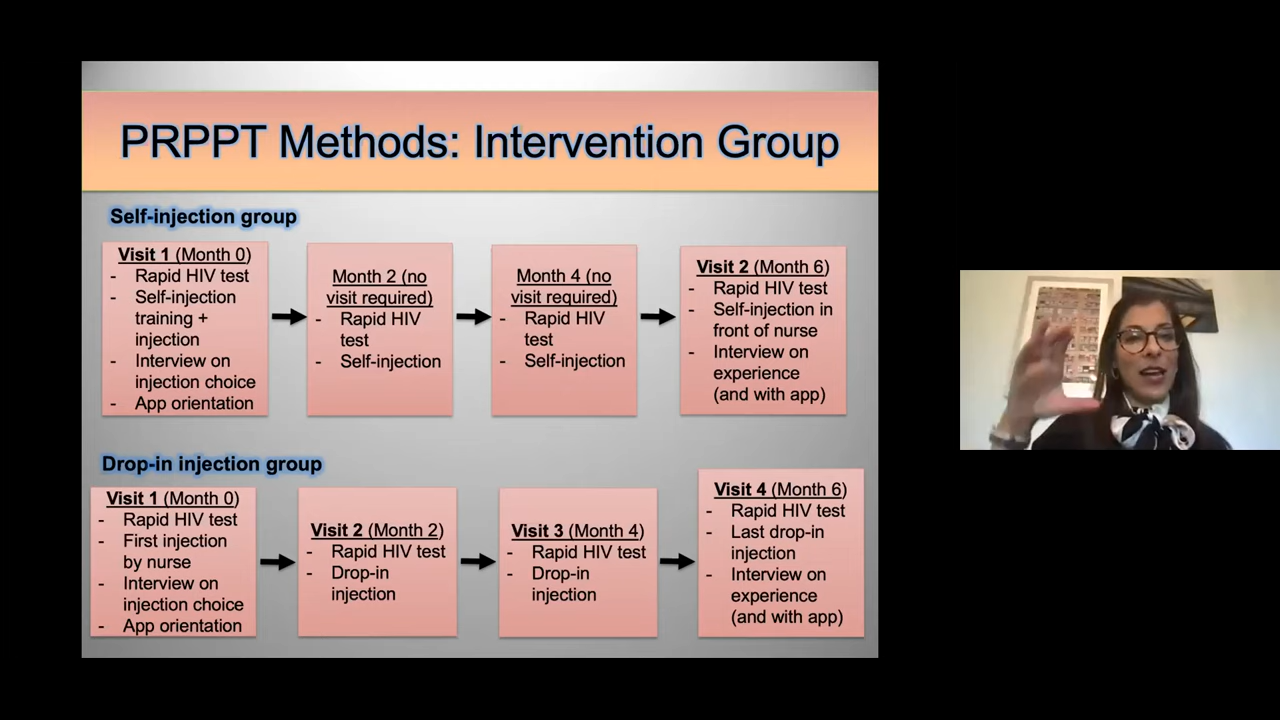 PRPPT Methods: Intervention Group
Self-injection group
Visit 1 (Month 0)
- Rapid HIV test
- Self-injection
training +
injection
- Interview on
injection choice
- App orientation
Month 2 (no
visit required)
- Rapid HIV
test
- Self-injection
Month 4 (no
visit required)
- Rapid HIV
test
- Self-injection
Visit 2 (Month 6)
- Rapid HIV test
- Self-injection in
front of nurse
- Interview on
experience
(and with app)
Drop-in injection group
Visit 1 (Month 0)
- Rapid HIV test
- First injection
by nurse
- Interview on
injection choice
- App orientation
Visit 2 (Month 2)
- Rapid HIV test
- Drop-in
injection
Visit 3 (Month 4)
- Rapid HIV test
- Drop-in
injection
Visit 4 (Month 6)
- Rapid HIV test
- Last drop-in
injection
- Interview on
experience
(and with app)